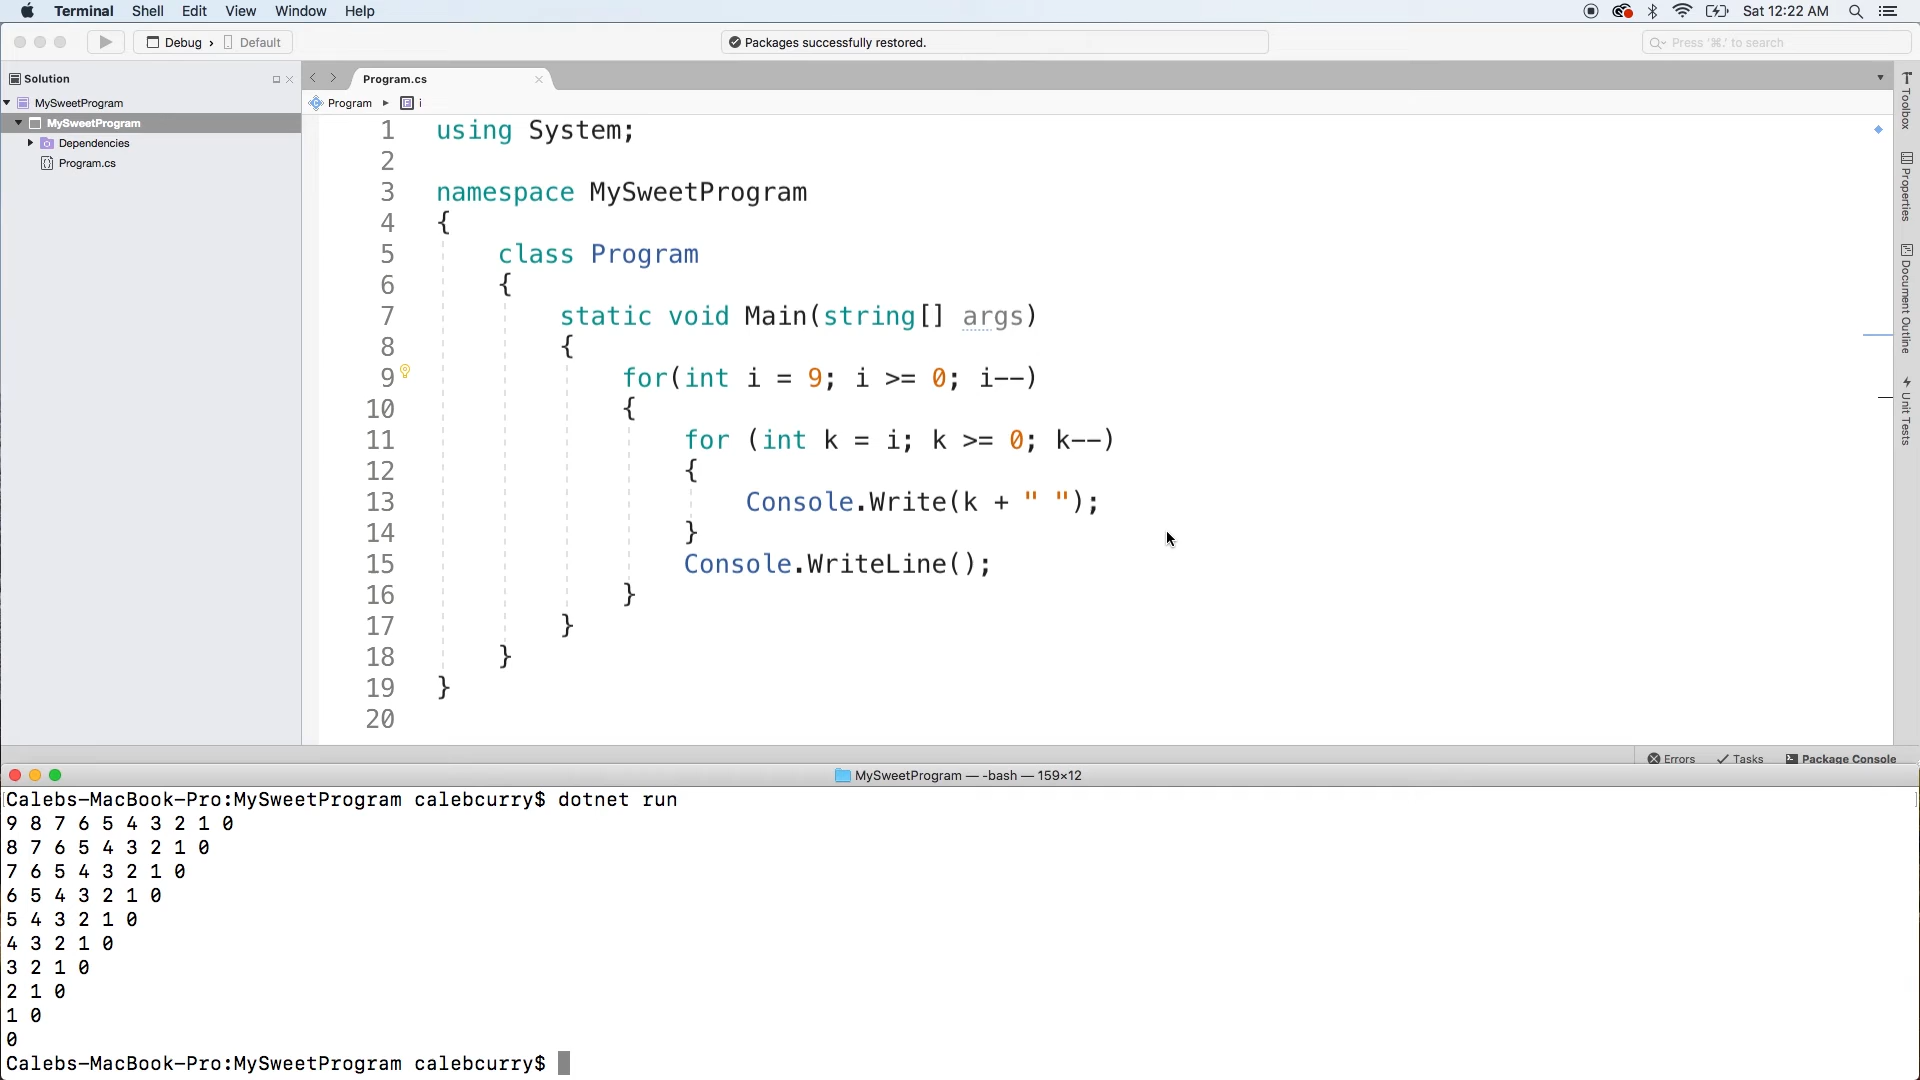 Terminal Shell Edit View Window Help Sat 12:22 AM
Debug › Default Packages successfully restored. Press '⌘.' to search
Solution Program.cs
MySweetProgram Program ▸ i
MySweetProgram
Dependencies
Program.cs
1 using System;
2
3 namespace MySweetProgram
4 {
5 class Program
6 {
7 static void Main(string[] args)
8 {
9 for(int i = 9; i >= 0; i--)
10 {
11 for (int k = i; k >= 0; k--)
12 {
13 Console.Write(k + " ");
14 }
15 Console.WriteLine();
16 }
17 }
18 }
19 }
20
Toolbox
Properties
Document Outline
Unit Tests
Errors Tasks Package Console
MySweetProgram — -bash — 159×12
Calebs-MacBook-Pro:MySweetProgram calebcurry$ dotnet run
9 8 7 6 5 4 3 2 1 0
8 7 6 5 4 3 2 1 0
7 6 5 4 3 2 1 0
6 5 4 3 2 1 0
5 4 3 2 1 0
4 3 2 1 0
3 2 1 0
2 1 0
1 0
0
Calebs-MacBook-Pro:MySweetProgram calebcurry$